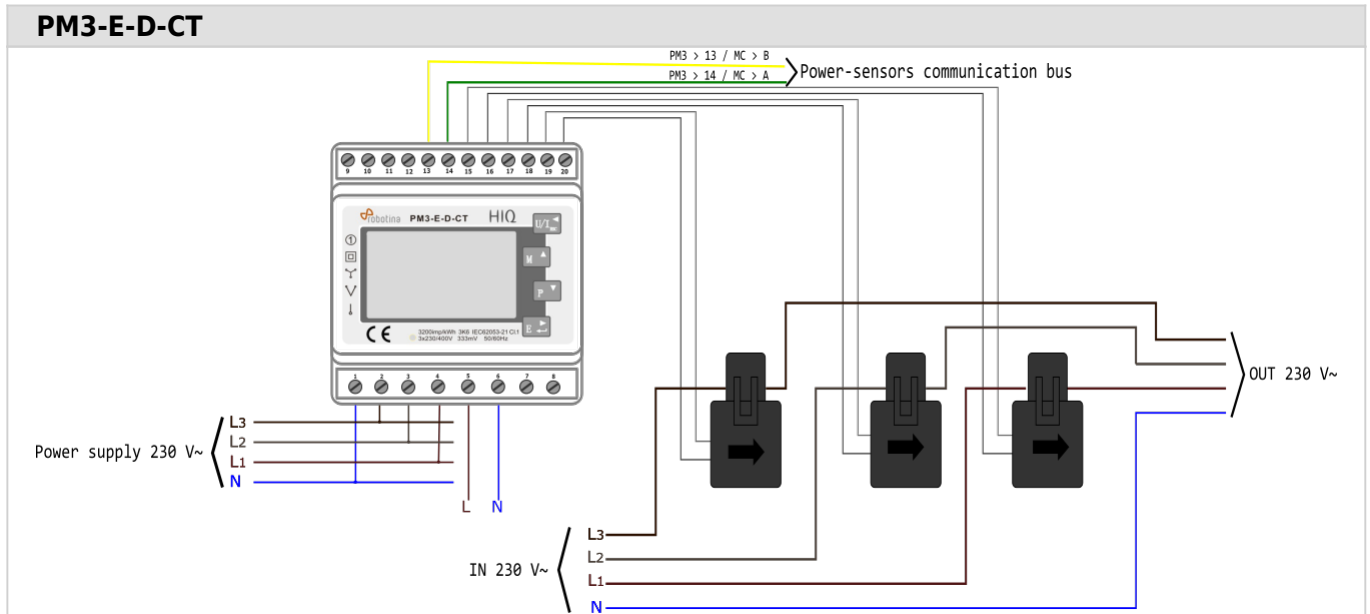 PM3-E-D-CT
PM3 > 13 / MC > B
PM3 > 14 / MC > A
Power-sensors communication bus
9 10 11 12 13 14 15 16 17 18 19 20
robotina PM3-E-D-CT HIQ
U/I
M
P
E
CE
3200imp/kWh 3K6 IEC62053-21 Cl.1
3x230/400V 333mV 50/60Hz
1 2 3 4 5 6 7 8
Power supply 230 V~
L3
L2
L1
N
L N
OUT 230 V~
IN 230 V~
L3
L2
L1
N